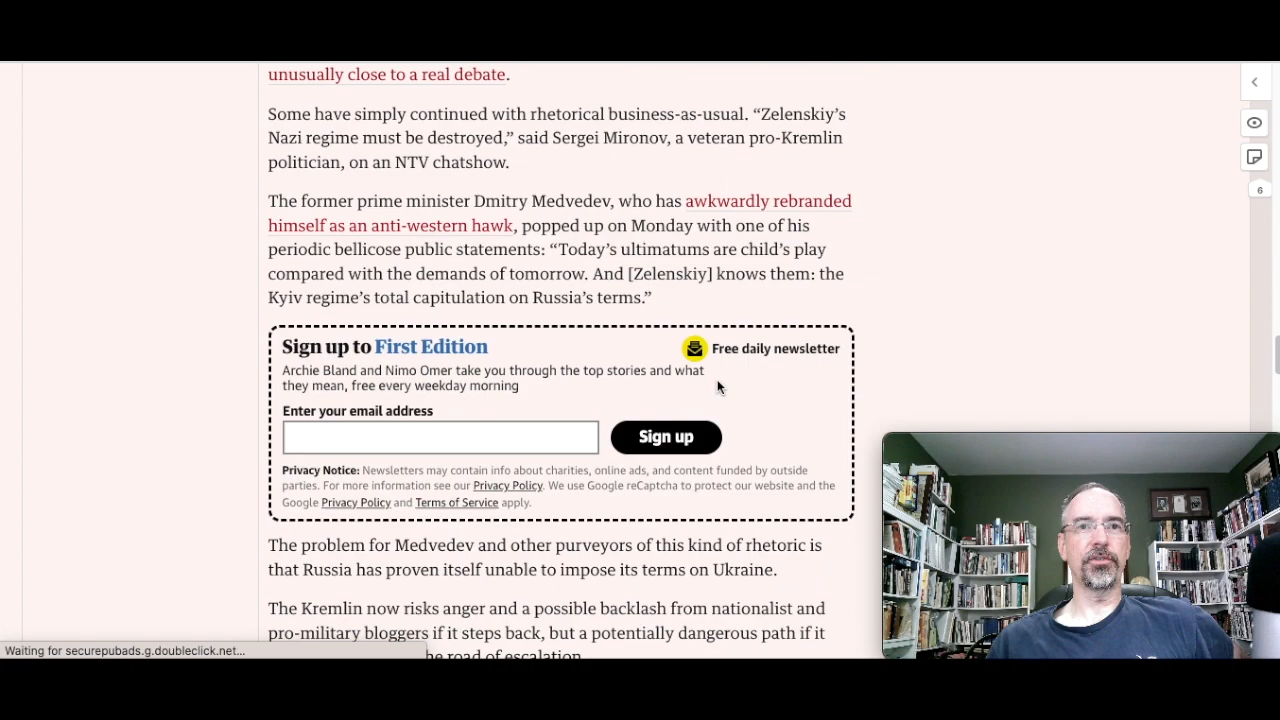 unusually close to a real debate.
Some have simply continued with rhetorical business-as-usual. “Zelenskiy’s
Nazi regime must be destroyed,” said Sergei Mironov, a veteran pro-Kremlin
politician, on an NTV chatshow.
The former prime minister Dmitry Medvedev, who has awkwardly rebranded
himself as an anti-western hawk, popped up on Monday with one of his
periodic bellicose public statements: “Today’s ultimatums are child’s play
compared with the demands of tomorrow. And [Zelenskiy] knows them: the
Kyiv regime’s total capitulation on Russia’s terms.”
Sign up to First Edition
Free daily newsletter
Archie Bland and Nimo Omer take you through the top stories and what
they mean, free every weekday morning
Enter your email address
Sign up
Privacy Notice: Newsletters may contain info about charities, online ads, and content funded by outside
parties. For more information see our Privacy Policy. We use Google reCaptcha to protect our website and the
Google Privacy Policy and Terms of Service apply.
The problem for Medvedev and other purveyors of this kind of rhetoric is
that Russia has proven itself unable to impose its terms on Ukraine.
The Kremlin now risks anger and a possible backlash from nationalist and
pro-military bloggers if it steps back, but a potentially dangerous path if it
the road of escalation.
Waiting for securepubads.g.doubleclick.net...
6